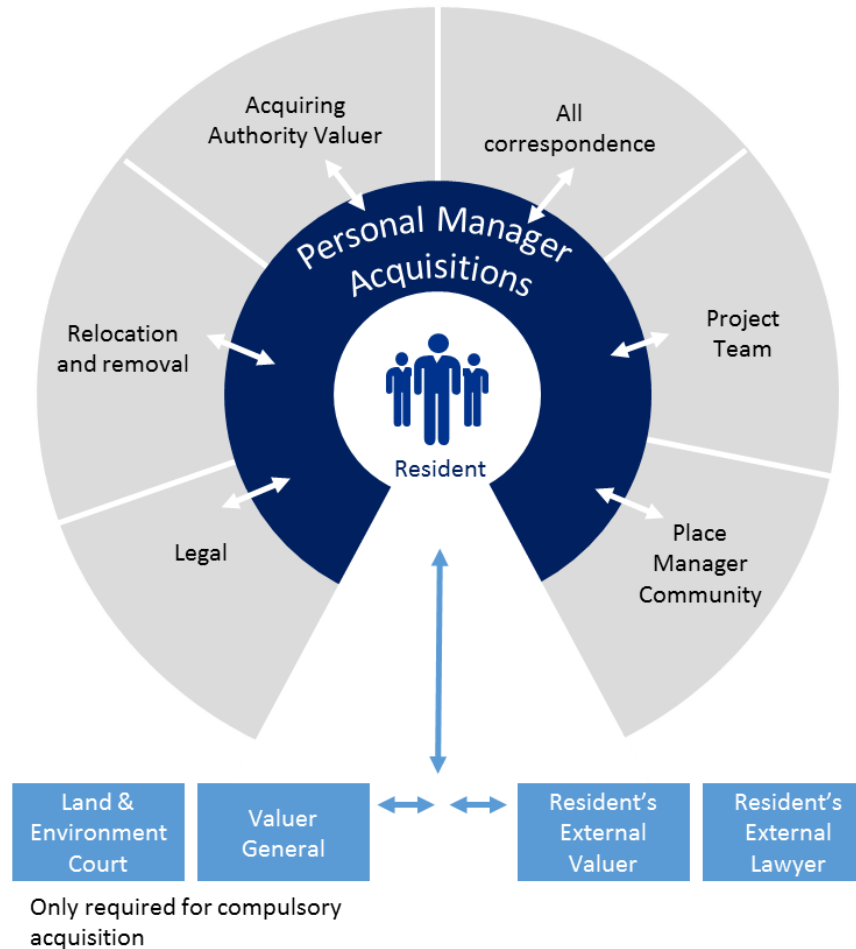 Acquiring
Authority Valuer
All
correspondence
Personal Manager
Acquisitions
Relocation
and removal
Project
Team
Resident
Legal
Place
Manager
Community
Land &
Environment
Court
Valuer
General
Resident’s
External
Valuer
Resident’s
External
Lawyer
Only required for compulsory
acquisition